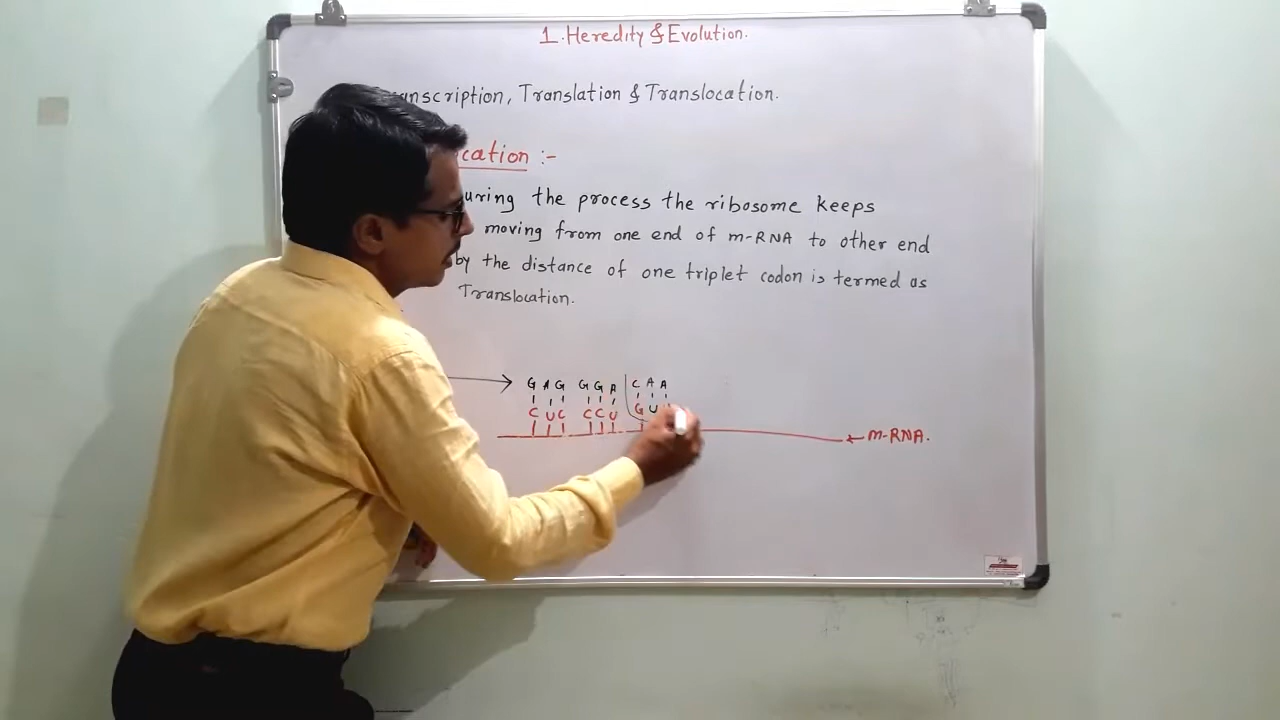 1. Heredity & Evolution.
anscription, Translation & Translocation.
cation :-
uring the process the ribosome keeps
moving from one end of m-RNA to other end
by the distance of one triplet codon is termed as
Translocation.
G A G G G A C A A
C U C C C U G U
← m-RNA.